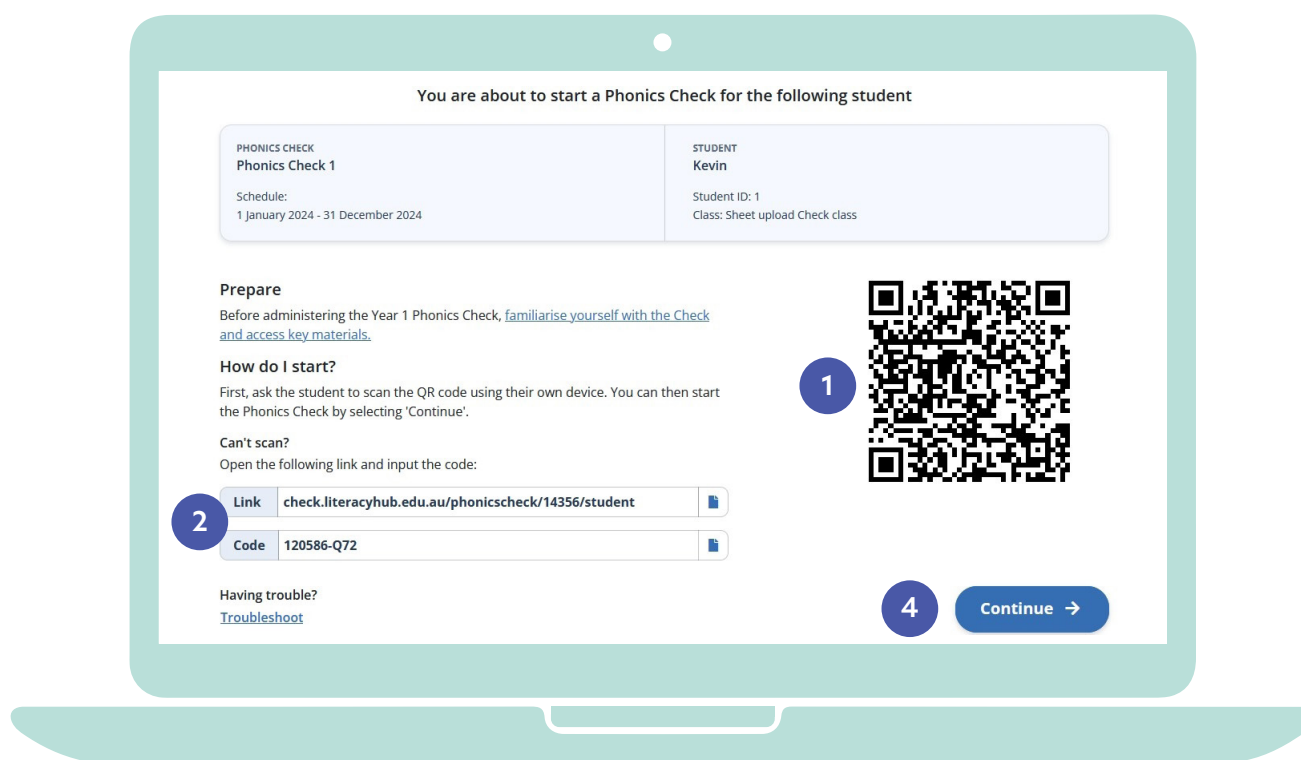 You are about to start a Phonics Check for the following student
PHONICS CHECK
Phonics Check 1
Schedule:
1 January 2024 - 31 December 2024
STUDENT
Kevin
Student ID: 1
Class: Sheet upload Check class
Prepare
Before administering the Year 1 Phonics Check, familiarise yourself with the Check
and access key materials.
How do I start?
First, ask the student to scan the QR code using their own device. You can then start
the Phonics Check by selecting 'Continue'.
1
Can't scan?
Open the following link and input the code:
2
Link check.literacyhub.edu.au/phonicscheck/14356/student
Code 120586-Q72
Having trouble?
Troubleshoot
4
Continue →